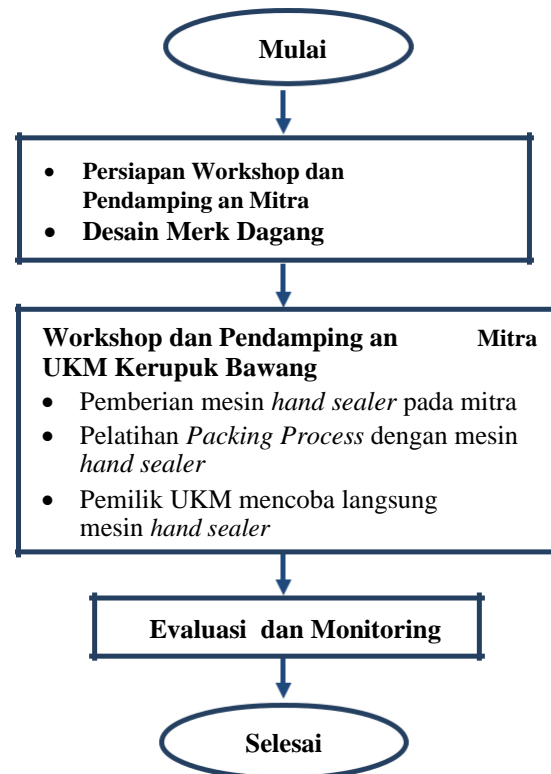 Mulai
• Persiapan Workshop dan
Pendamping an Mitra
• Desain Merk Dagang
Workshop dan Pendamping an Mitra
UKM Kerupuk Bawang
• Pemberian mesin hand sealer pada mitra
• Pelatihan Packing Process dengan mesin
hand sealer
• Pemilik UKM mencoba langsung
mesin hand sealer
Evaluasi dan Monitoring
Selesai